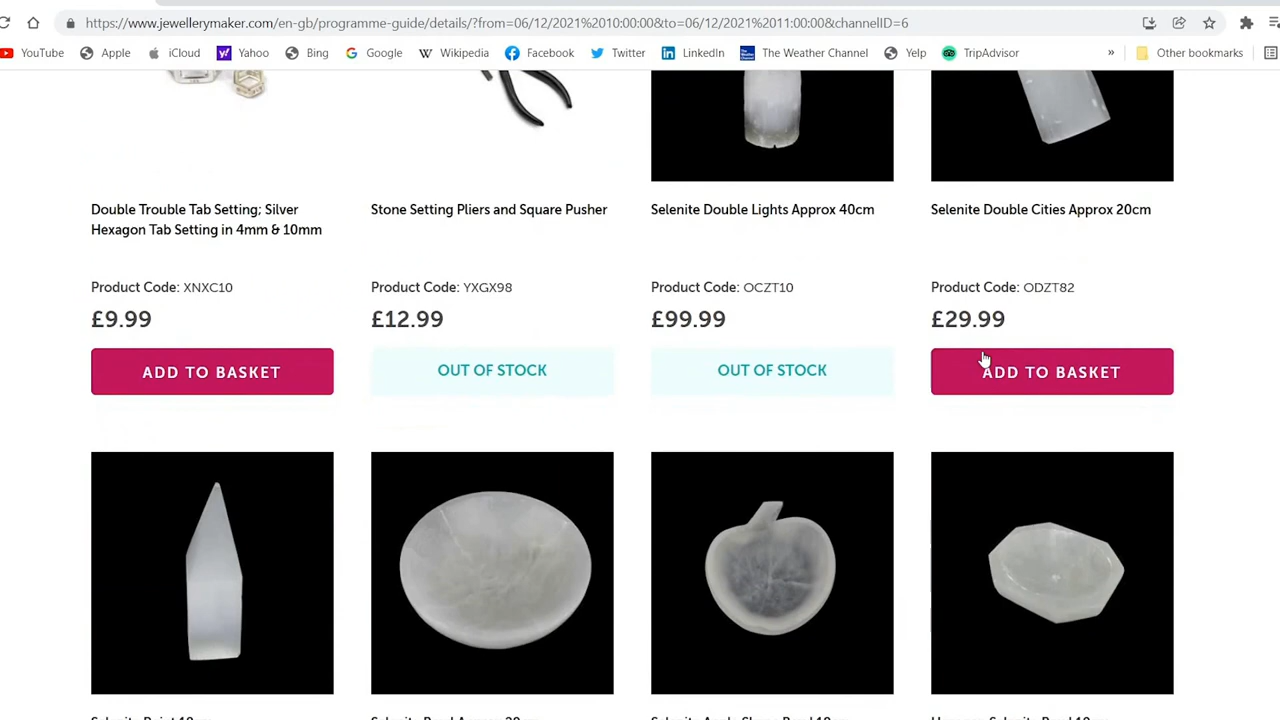 https://www.jewellerymaker.com/en-gb/programme-guide/details/?from=06/12/2021%2010:00:00&to=06/12/2021%2011:00:00&channelID=6
YouTube Apple iCloud Yahoo Bing Google Wikipedia Facebook Twitter LinkedIn The Weather Channel Yelp TripAdvisor » Other bookmarks
Double Trouble Tab Setting; Silver
Hexagon Tab Setting in 4mm & 10mm
Product Code: XNXC10
£9.99
ADD TO BASKET
Stone Setting Pliers and Square Pusher
Product Code: YXGX98
£12.99
OUT OF STOCK
Selenite Double Lights Approx 40cm
Product Code: OCZT10
£99.99
OUT OF STOCK
Selenite Double Cities Approx 20cm
Product Code: ODZT82
£29.99
ADD TO BASKET